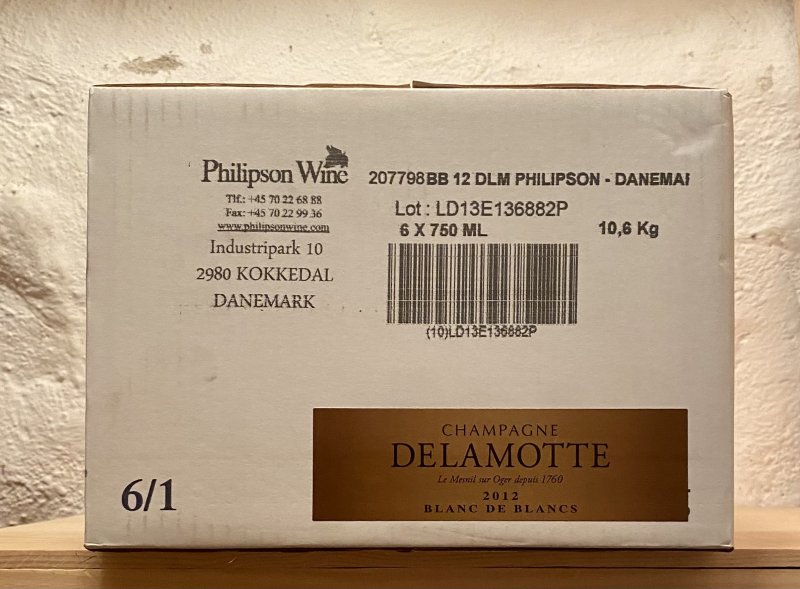 Philipson Wine
Tlf.: +45 70 22 68 88
Fax: +45 70 22 99 36
www.philipsonwine.com
Industripark 10
2980 KOKKEDAL
DANEMARK
207798BB 12 DLM PHILIPSON - DANEMAR
Lot : LD13E136882P
6 X 750 ML 10,6 Kg
(10)LD13E136882P
6/1
CHAMPAGNE
DELAMOTTE
Le Mesnil sur Oger depuis 1760
2012
BLANC DE BLANCS